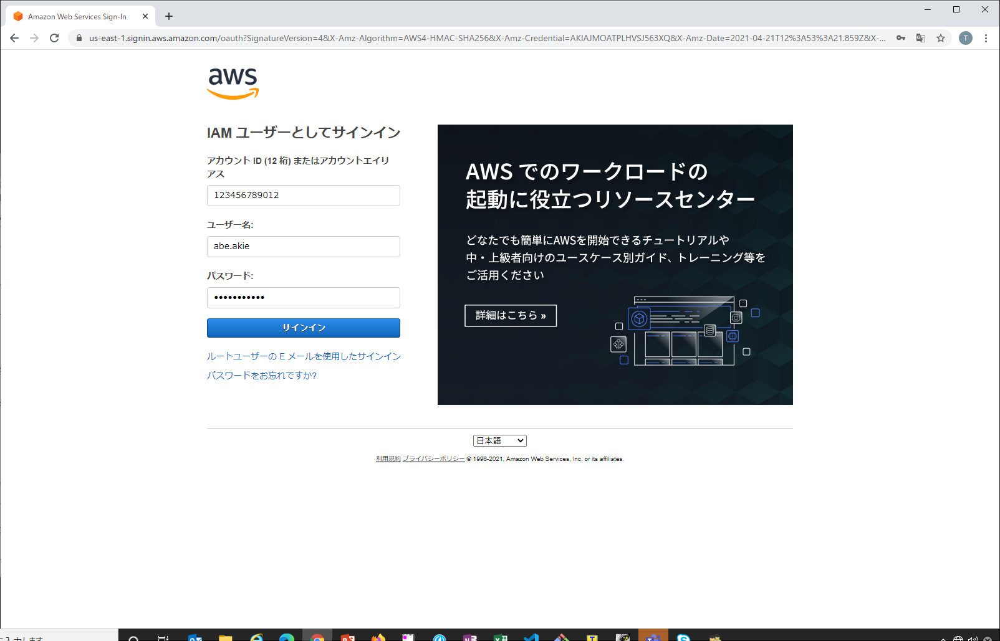 Amazon Web Services Sign-In
us-east-1.signin.aws.amazon.com/oauth?SignatureVersion=4&X-Amz-Algorithm=AWS4-HMAC-SHA256&X-Amz-Credential=AKIAJMOATPLHVSJ563XQ&X-Amz-Date=2021-04-21T12%3A53%3A21.859Z&X-...
T
aws
IAM ユーザーとしてサインイン
アカウント ID (12 桁) またはアカウントエイリ
アス
123456789012
ユーザー名:
abe.akie
パスワード:
•••••••••••
サインイン
ルートユーザーの E メールを使用したサインイン
パスワードをお忘れですか?
AWS でのワークロードの
起動に役立つリソースセンター
どなたでも簡単にAWSを開始できるチュートリアルや
中・上級者向けのユースケース別ガイド、トレーニング等を
ご活用ください
詳細はこちら »
日本語
利用規約 プライバシーポリシー © 1996-2021, Amazon Web Services, Inc. or its affiliates.